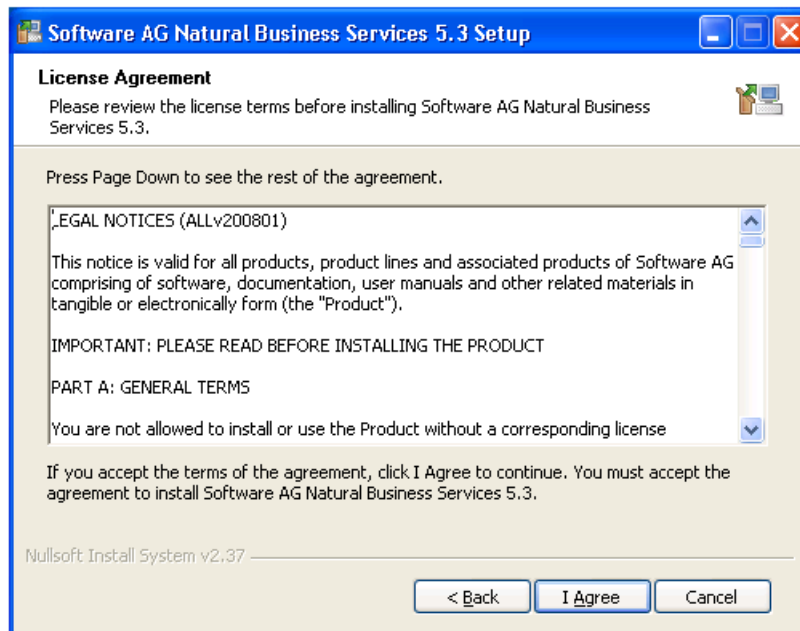 Software AG Natural Business Services 5.3 Setup
License Agreement
Please review the license terms before installing Software AG Natural Business
Services 5.3.
Press Page Down to see the rest of the agreement.
LEGAL NOTICES (ALLv200801)
This notice is valid for all products, product lines and associated products of Software AG
comprising of software, documentation, user manuals and other related materials in
tangible or electronically form (the "Product").
IMPORTANT: PLEASE READ BEFORE INSTALLING THE PRODUCT
PART A: GENERAL TERMS
You are not allowed to install or use the Product without a corresponding license
If you accept the terms of the agreement, click I Agree to continue. You must accept the
agreement to install Software AG Natural Business Services 5.3.
Nullsoft Install System v2.37
< Back
I Agree
Cancel